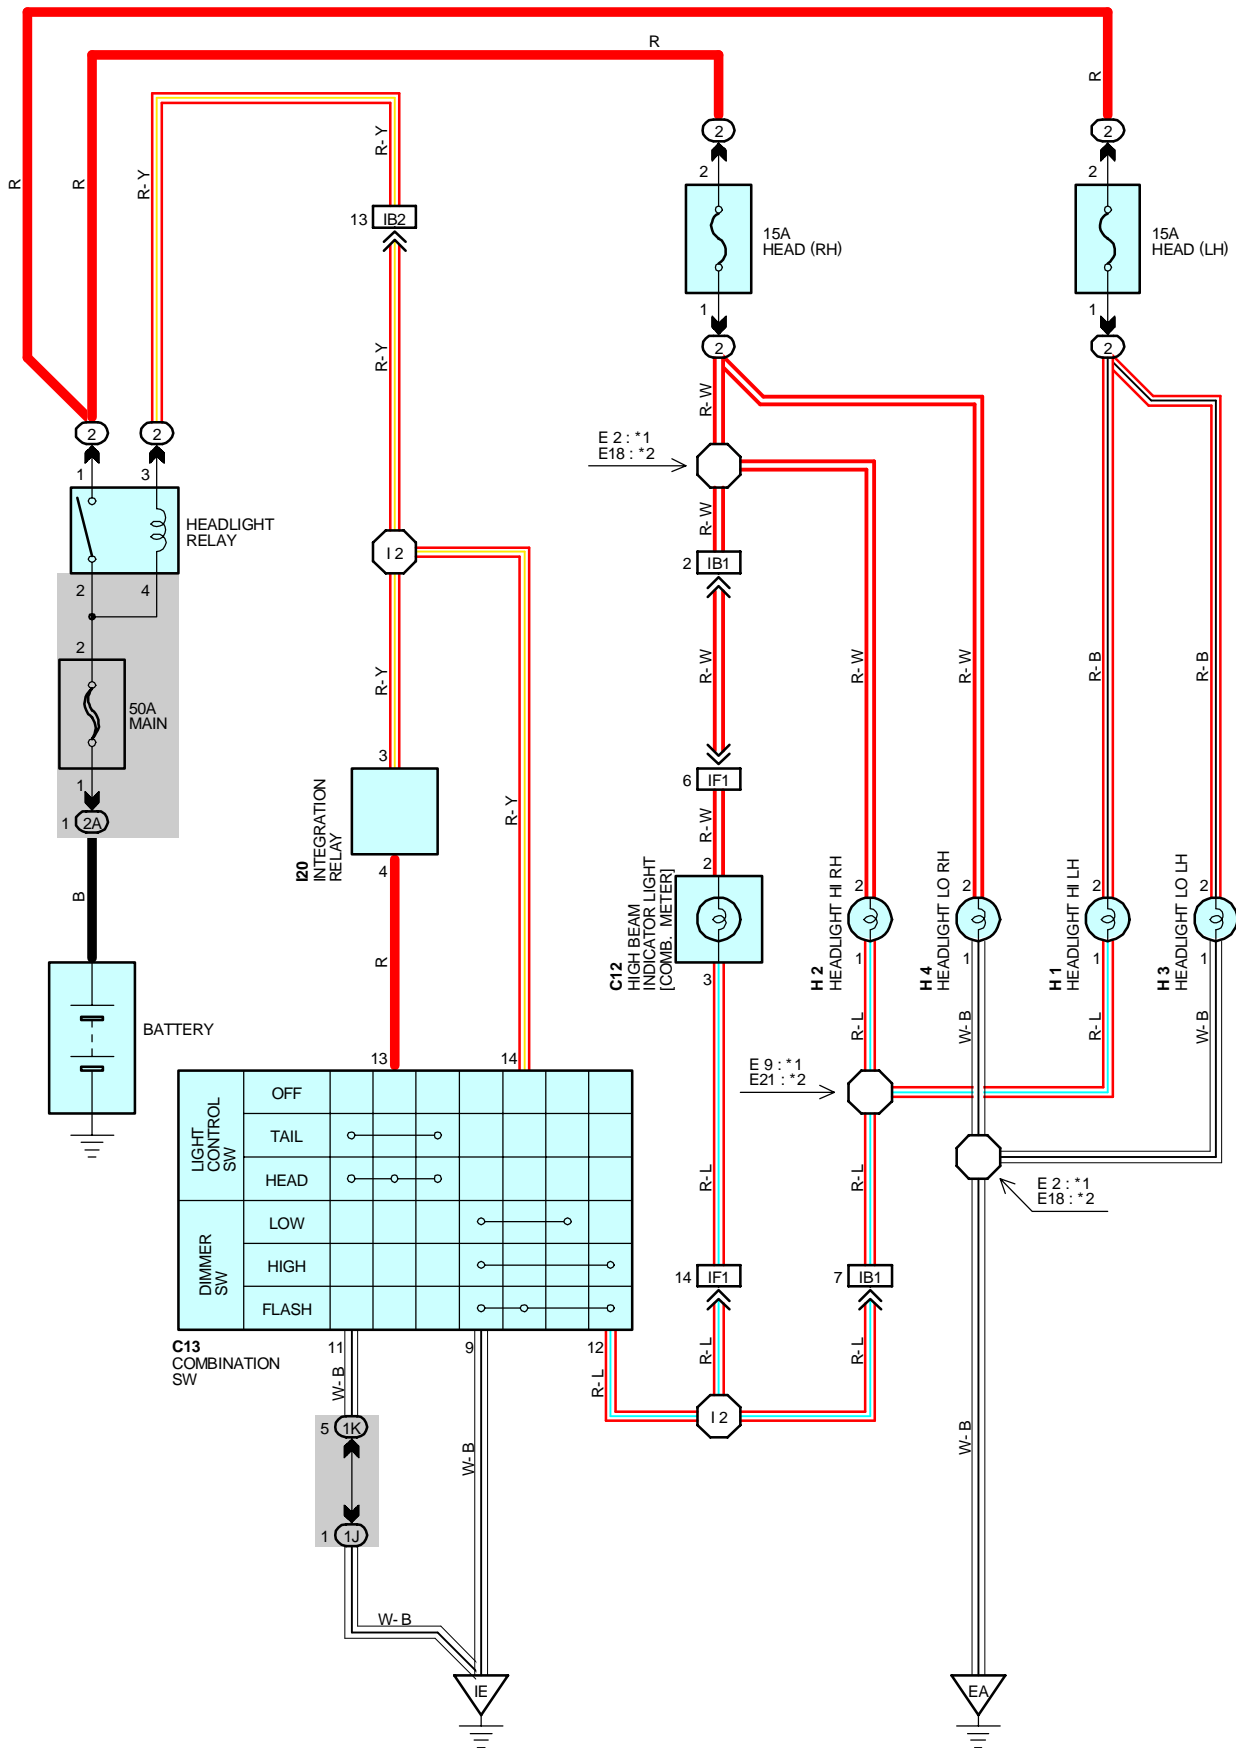 R
R
R
R
R- Y
R- Y
13 IB2
R- Y
R- Y
R- Y
2
2
1
3
HEADLIGHT
RELAY
2
4
2
50A
MAIN
1
1 2A
B
BATTERY
I 2
3
I20
INTEGRATION
RELAY
4
R
2
2
15A
HEAD (RH)
1
2
2
2
15A
HEAD (LH)
1
2
R- W
E 2 : *1
E18 : *2
R- W
2 IB1
R- W
R- W
R- W
R- B
R- B
6 IF1
R- W
2
C12
HIGH BEAM
INDICATOR LIGHT
[COMB. METER]
3
2
H 2
HEADLIGHT HI RH
1
2
H 4
HEADLIGHT LO RH
1
2
H 1
HEADLIGHT HI LH
1
2
H 3
HEADLIGHT LO LH
1
R- L
W- B
R- L
W- B
E 9 : *1
E21 : *2
R- L
R- L
E 2 : *1
E18 : *2
13
14
LIGHT
CONTROL
SW
OFF
TAIL
HEAD
DIMMER
SW
LOW
HIGH
FLASH
C13
COMBINATION
SW
11
9
12
W- B
R- L
14 IF1
R- L
7 IB1
R- L
I 2
5 1K
1 1J
W- B
W- B
W- B
IE
EA